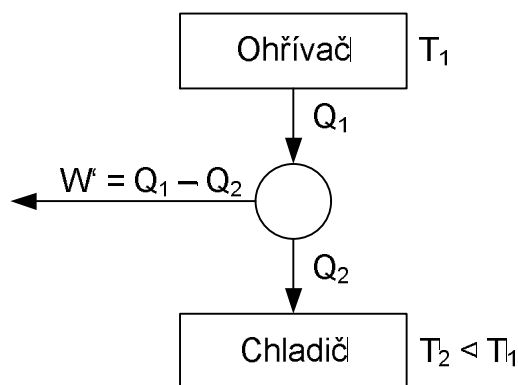 Ohřívač T₁
Q₁
W' = Q₁ – Q₂
Q₂
Chladič T₂ < T₁